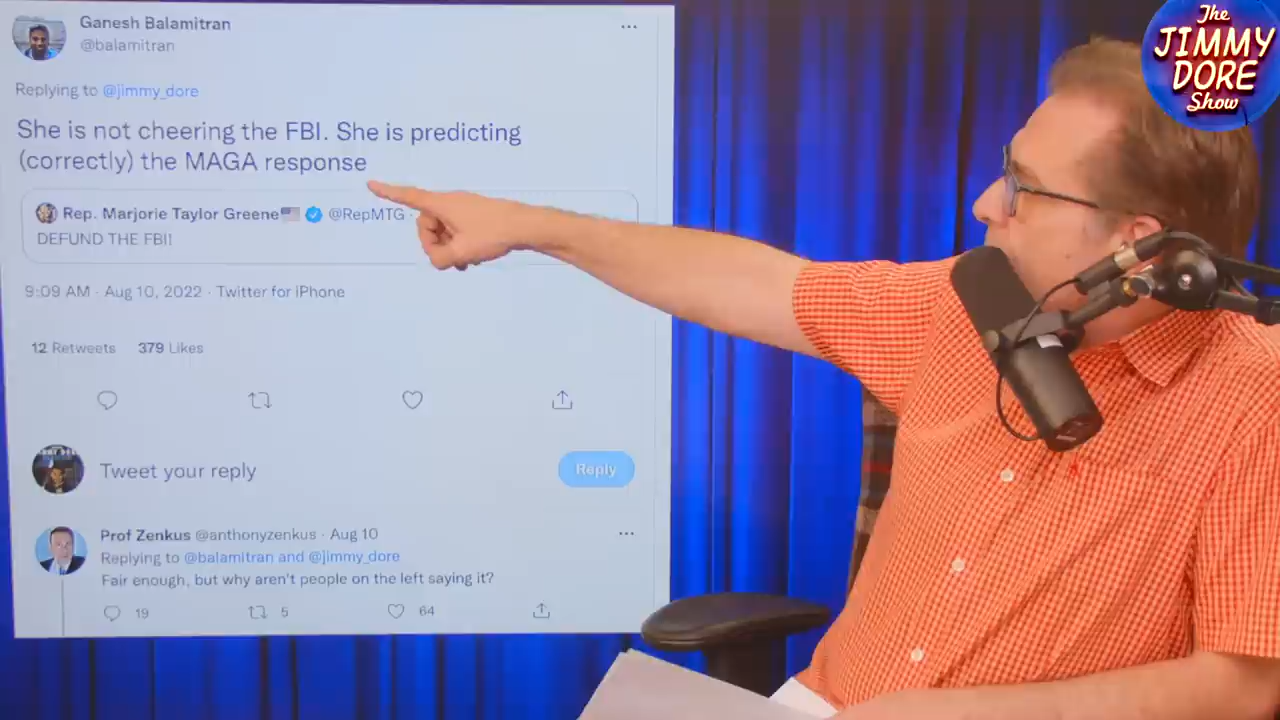 Ganesh Balamitran
@balamitran
Replying to @jimmy_dore
She is not cheering the FBI. She is predicting
(correctly) the MAGA response
Rep. Marjorie Taylor Greene🇺🇸 @RepMTG ·
DEFUND THE FBI!
9:09 AM · Aug 10, 2022 · Twitter for iPhone
12 Retweets 379 Likes
Tweet your reply
Reply
Prof Zenkus @anthonyzenkus · Aug 10
Replying to @balamitran and @jimmy_dore
Fair enough, but why aren't people on the left saying it?
19 5 64
The
JIMMY
DORE
Show